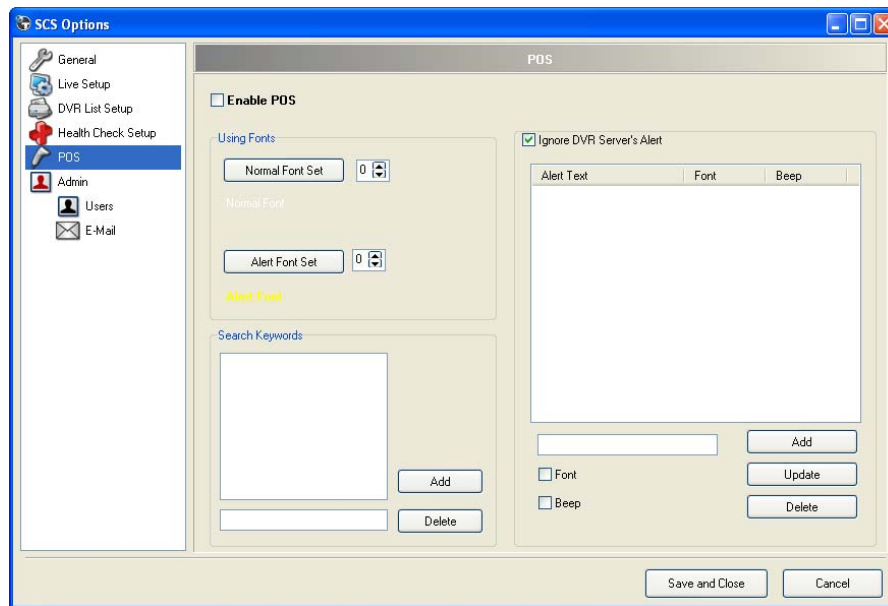 SCS Options
General
Live Setup
DVR List Setup
Health Check Setup
POS
Admin
Users
E-Mail
POS
Enable POS
Using Fonts
Normal Font Set
0
Normal Font
Alert Font Set
0
Alert Font
Search Keywords
Add
Delete
Ignore DVR Server's Alert
Alert Text Font Beep
Add
Font
Update
Beep
Delete
Save and Close
Cancel